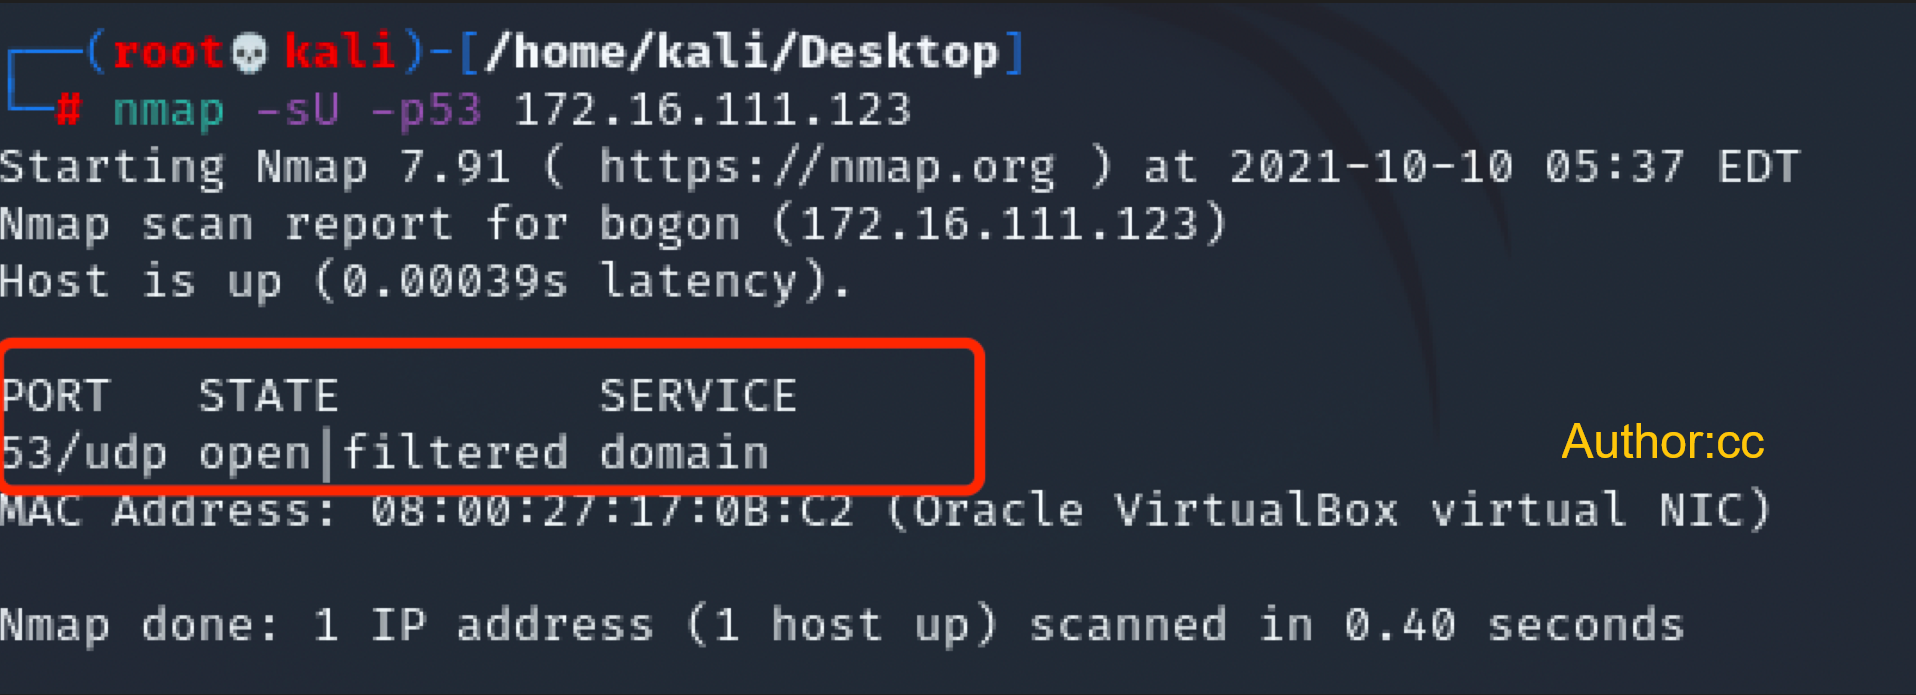 (root💀kali)-[/home/kali/Desktop]
# nmap -sU -p53 172.16.111.123
Starting Nmap 7.91 ( https://nmap.org ) at 2021-10-10 05:37 EDT
Nmap scan report for bogon (172.16.111.123)
Host is up (0.00039s latency).
PORT   STATE         SERVICE
53/udp open|filtered domain
Author:cc
MAC Address: 08:00:27:17:0B:C2 (Oracle VirtualBox virtual NIC)
Nmap done: 1 IP address (1 host up) scanned in 0.40 seconds